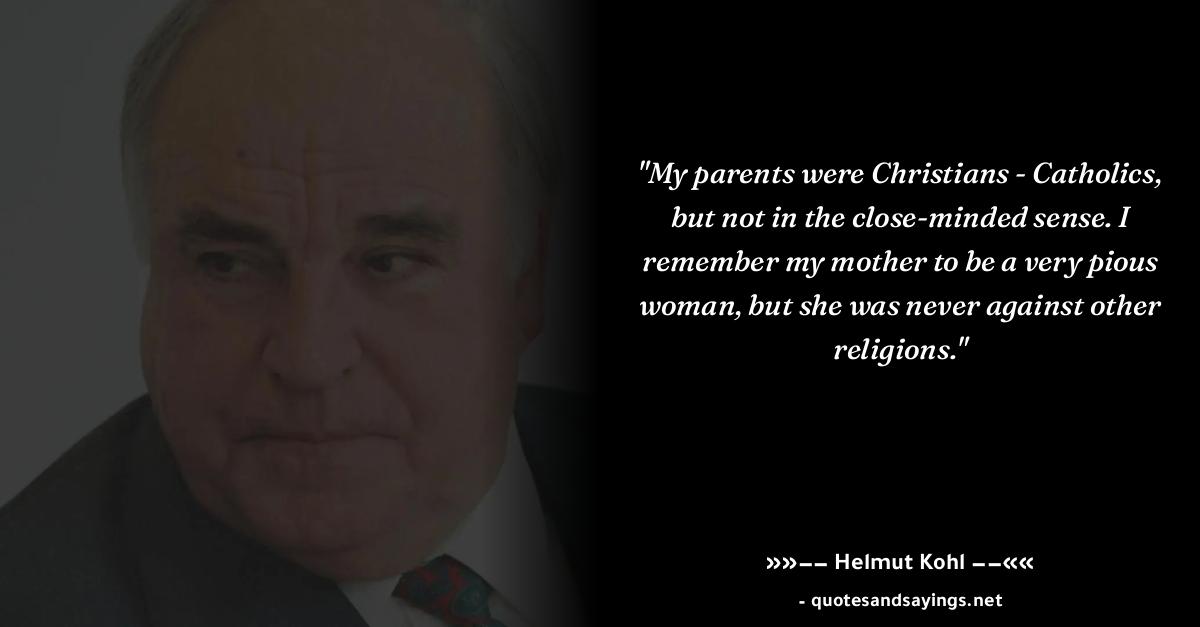 "My parents were Christians - Catholics,
but not in the close-minded sense. I
remember my mother to be a very pious
woman, but she was never against other
religions."
»»−− Helmut Kohl −−««
- quotesandsayings.net